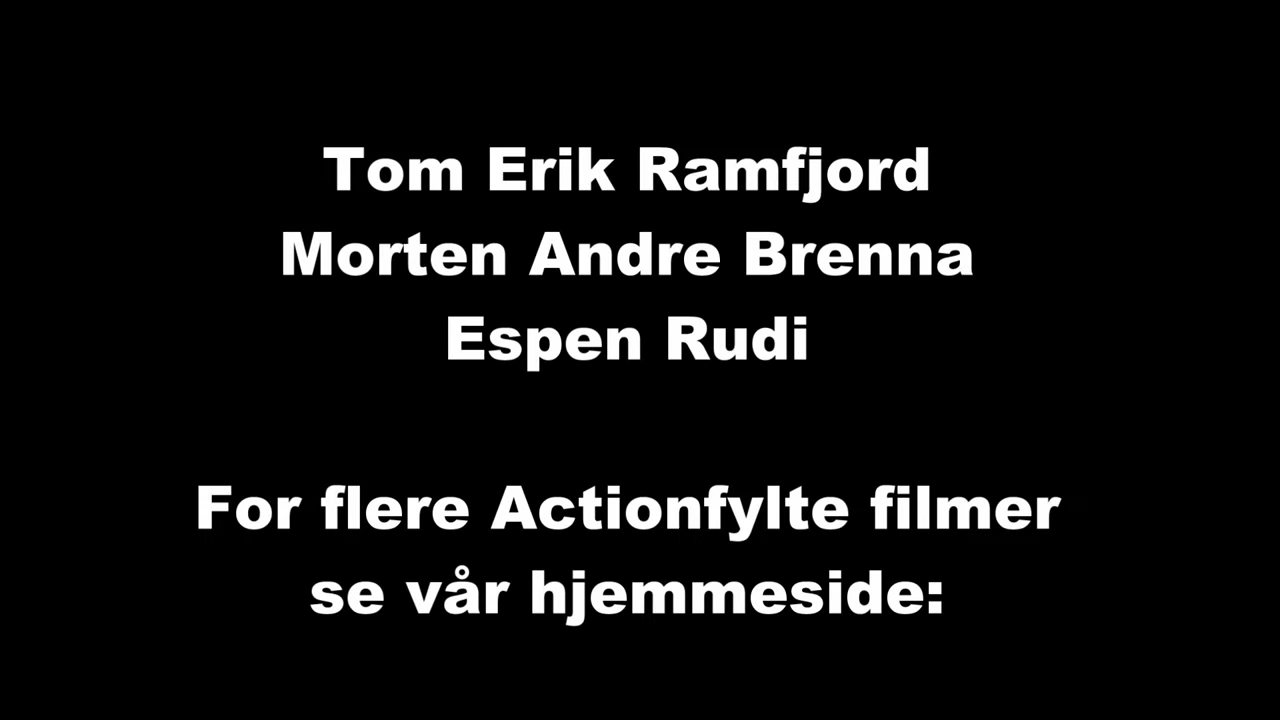 Tom Erik Ramfjord
Morten Andre Brenna
Espen Rudi
For flere Actionfylte filmer
se vår hjemmeside: